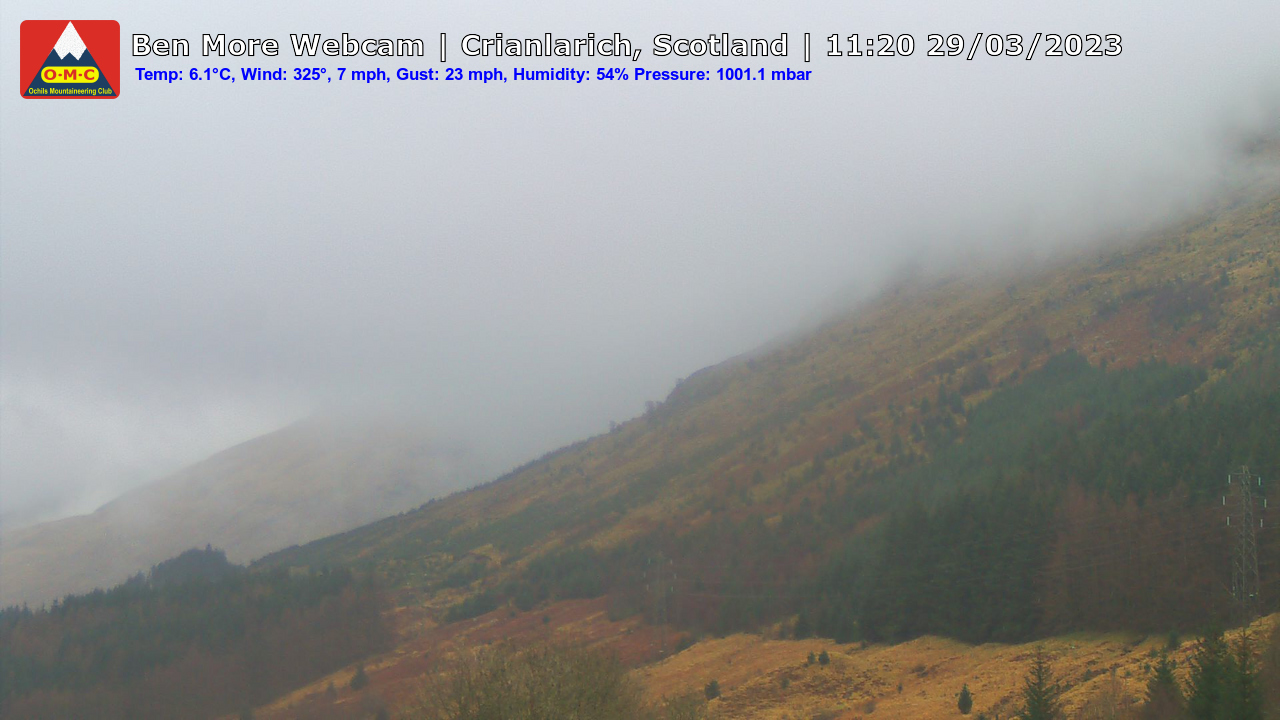 Ben More Webcam | Crianlarich, Scotland | 11:20 29/03/2023
Temp: 6.1°C, Wind: 325°, 7 mph, Gust: 23 mph, Humidity: 54% Pressure: 1001.1 mbar
O-M-C
Ochils Mountaineering Club